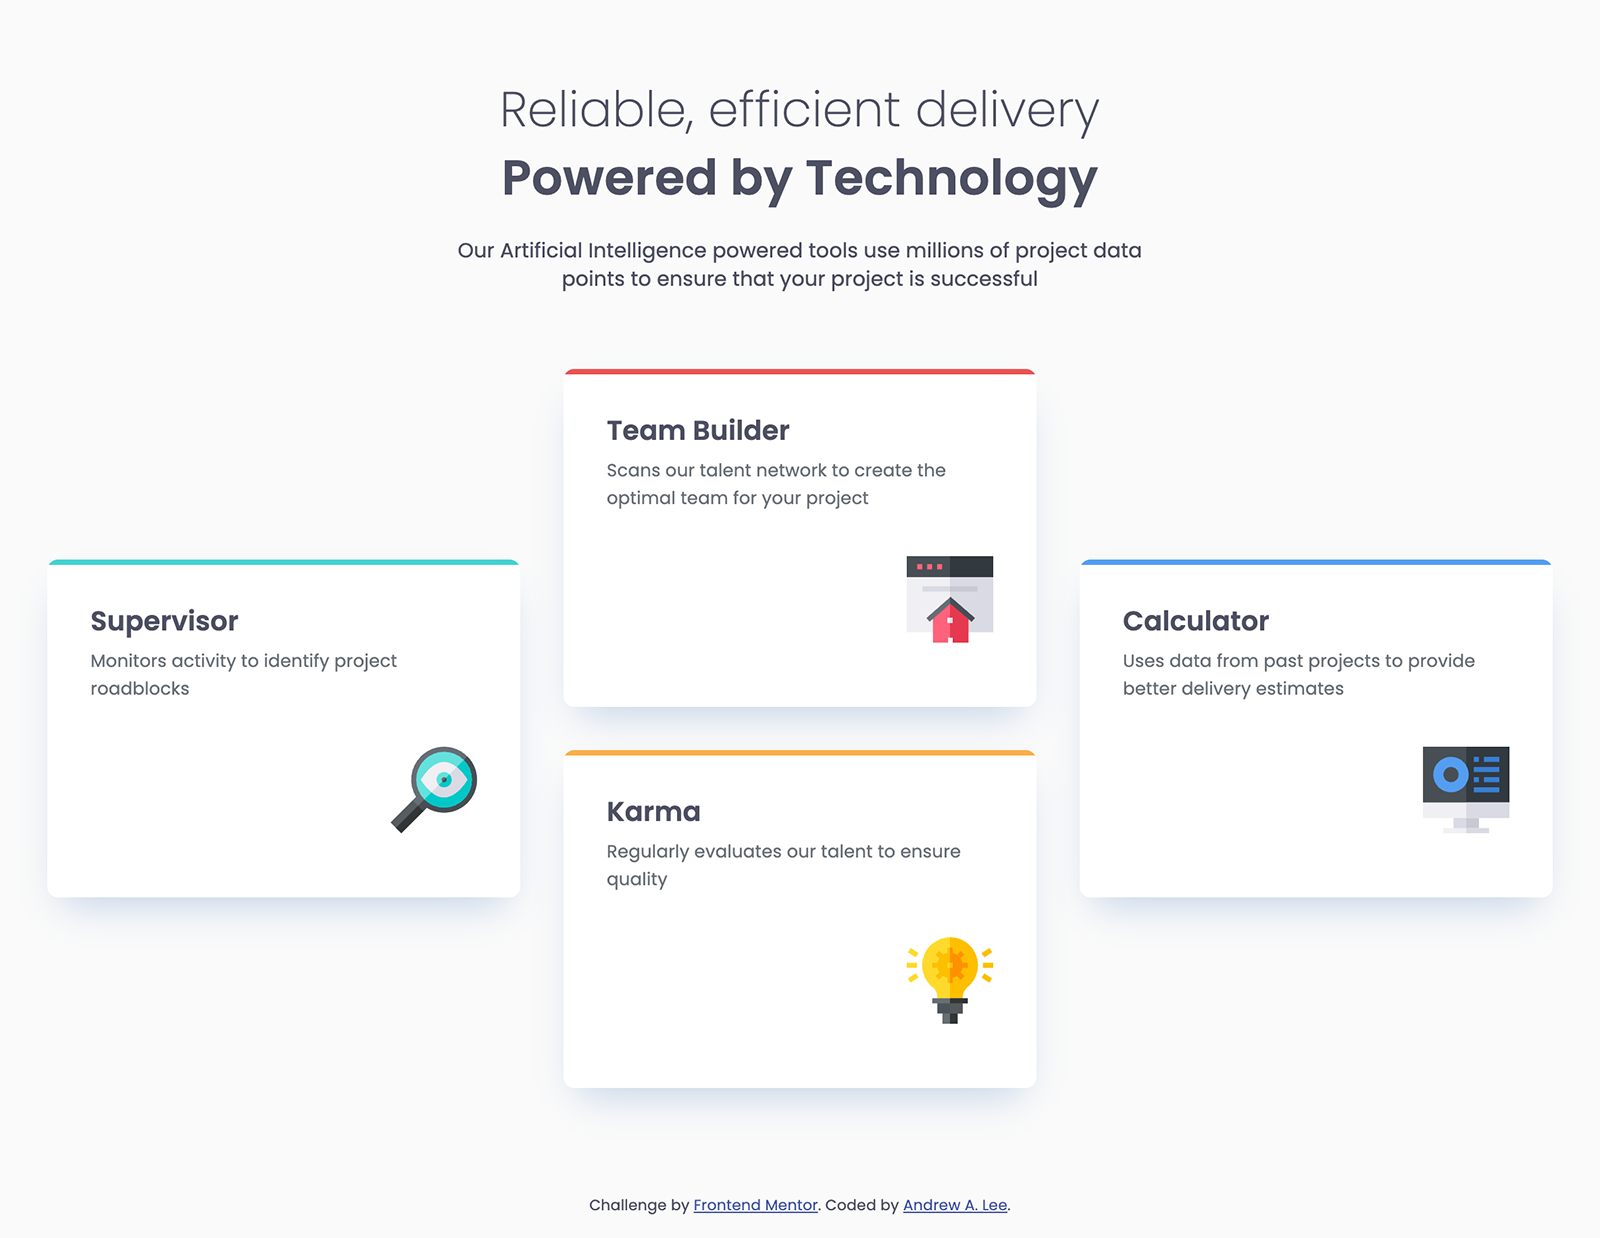 Reliable, efficient delivery
Powered by Technology
Our Artificial Intelligence powered tools use millions of project data
points to ensure that your project is successful
Supervisor
Monitors activity to identify project
roadblocks
Team Builder
Scans our talent network to create the
optimal team for your project
Karma
Regularly evaluates our talent to ensure
quality
Calculator
Uses data from past projects to provide
better delivery estimates
Challenge by Frontend Mentor. Coded by Andrew A. Lee.